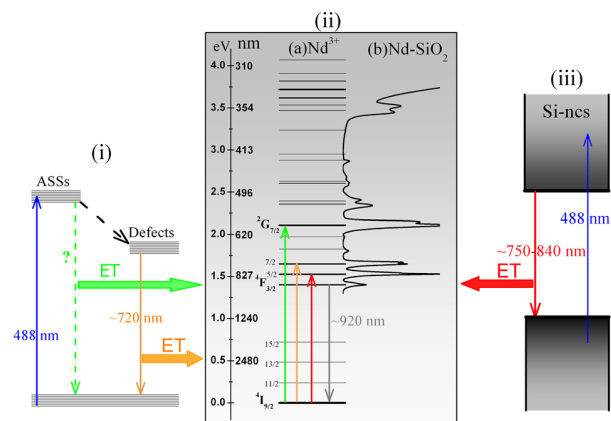 (i)
ASSs
Defects
?
ET
488 nm
~720 nm
ET
(ii)
eV nm
(a)Nd³⁺
(b)Nd-SiO₂
4.0 310
3.5 354
3.0 413
2.5 496
2.0 620
1.5 827
1.0 1240
0.5 2480
0.0
²G₇/₂
7/2
5/2
⁴F₃/₂
~920 nm
15/2
13/2
11/2
⁴I₉/₂
(iii)
Si-ncs
488 nm
~750-840 nm
ET